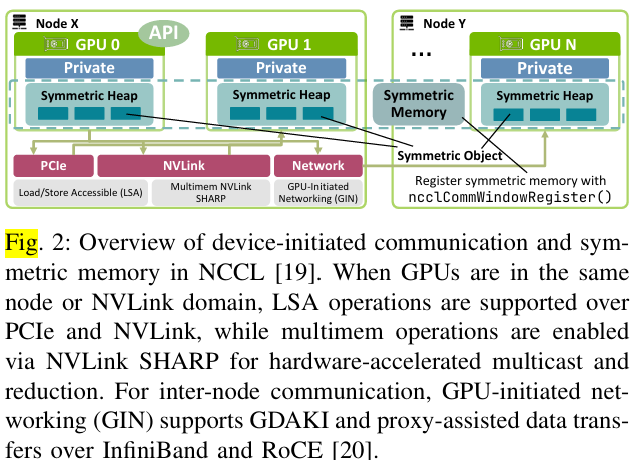 Node X
Node Y
API
GPU 0
GPU 1
...
GPU N
Private
Private
Private
Symmetric Heap
Symmetric Heap
Symmetric Memory
Symmetric Heap
Symmetric Object
PCIe
NVLink
Network
Load/Store Accessible (LSA)
Multimem NVLink SHARP
GPU-Initiated Networking (GIN)
Register symmetric memory with
ncclCommWindowRegister()
Fig. 2: Overview of device-initiated communication and sym-
metric memory in NCCL [19]. When GPUs are in the same
node or NVLink domain, LSA operations are supported over
PCIe and NVLink, while multimem operations are enabled
via NVLink SHARP for hardware-accelerated multicast and
reduction. For inter-node communication, GPU-initiated net-
working (GIN) supports GDAKI and proxy-assisted data trans-
fers over InfiniBand and RoCE [20].